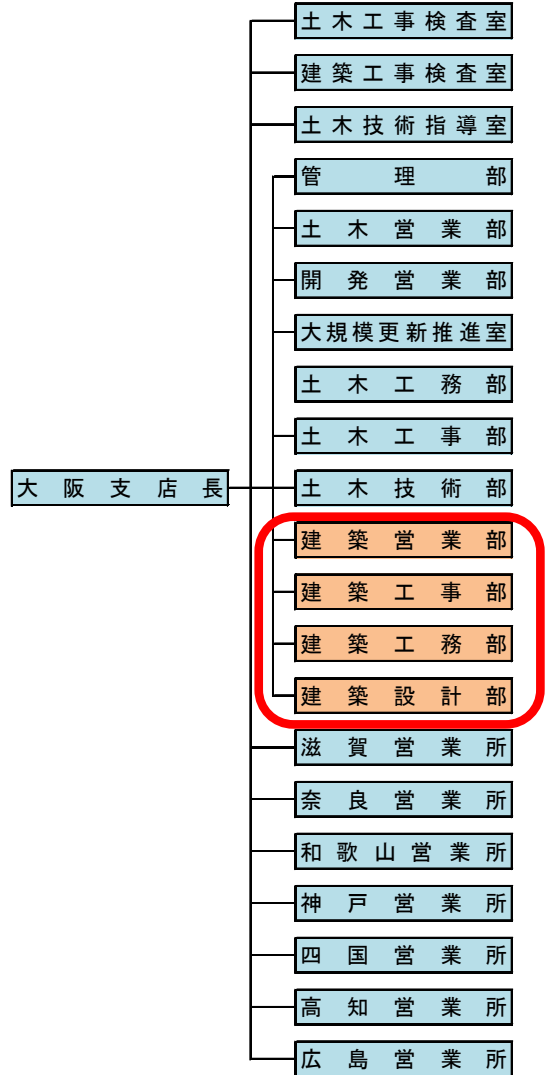 土木工事検査室
建築工事検査室
土木技術指導室
管理部
土木営業部
開発営業部
大規模更新推進室
土木工務部
土木工事部
大阪支店長
土木技術部
建築営業部
建築工事部
建築工務部
建築設計部
滋賀営業所
奈良営業所
和歌山営業所
神戸営業所
四国営業所
高知営業所
広島営業所